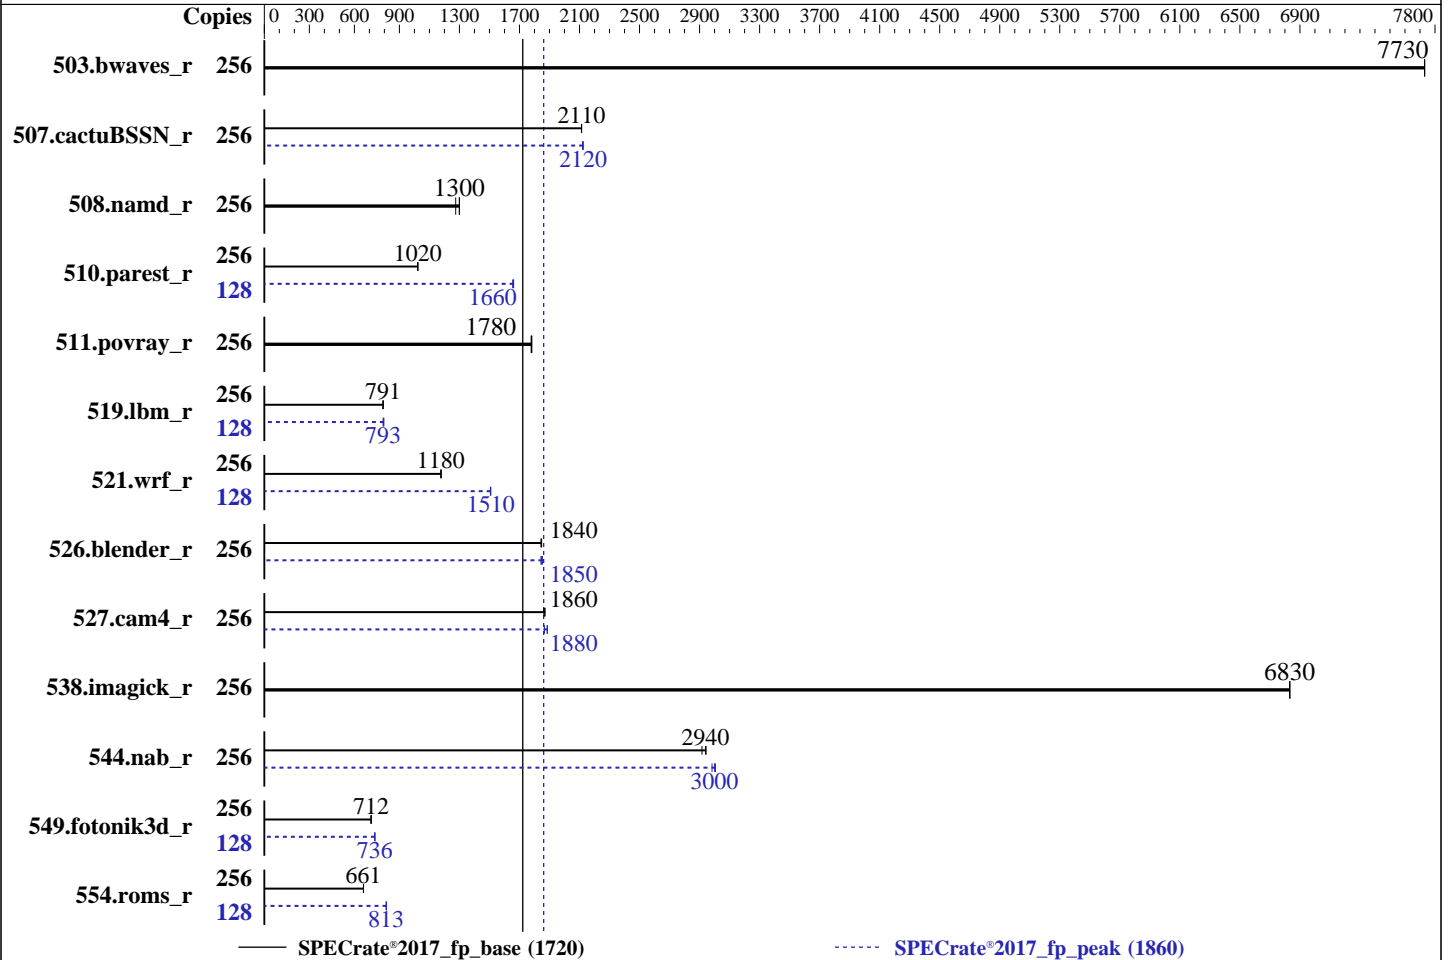 Copies 0 300 600 900 1300 1700 2100 2500 2900 3300 3700 4100 4500 4900 5300 5700 6100 6500 6900 7800
503.bwaves_r 256 7730
507.cactuBSSN_r 256 2110
2120
508.namd_r 256 1300
510.parest_r 256 1020
128 1660
511.povray_r 256 1780
519.lbm_r 256 791
128 793
521.wrf_r 256 1180
128 1510
526.blender_r 256 1840
1850
527.cam4_r 256 1860
1880
538.imagick_r 256 6830
544.nab_r 256 2940
3000
549.fotonik3d_r 256 712
128 736
554.roms_r 256 661
128 813
SPECrate®2017_fp_base (1720) SPECrate®2017_fp_peak (1860)